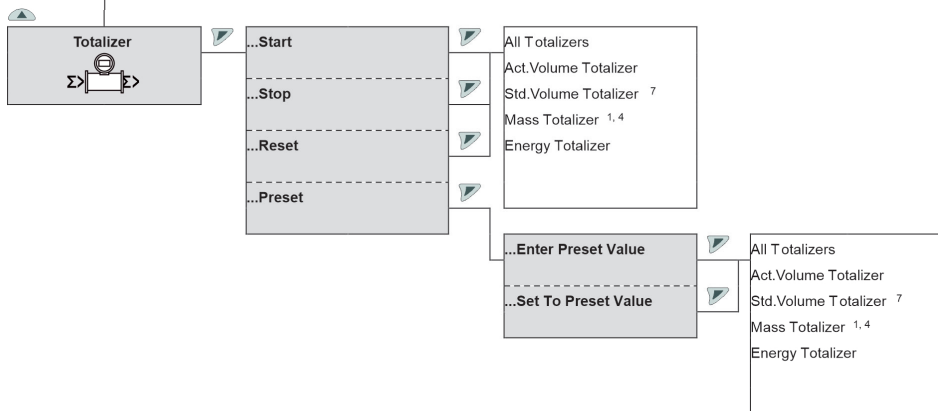 Totalizer
Σ> Σ>
...Start
...Stop
...Reset
...Preset
All Totalizers
Act.Volume Totalizer
Std.Volume Totalizer 7
Mass Totalizer 1, 4
Energy Totalizer
...Enter Preset Value
...Set To Preset Value
All Totalizers
Act.Volume Totalizer
Std.Volume Totalizer 7
Mass Totalizer 1, 4
Energy Totalizer